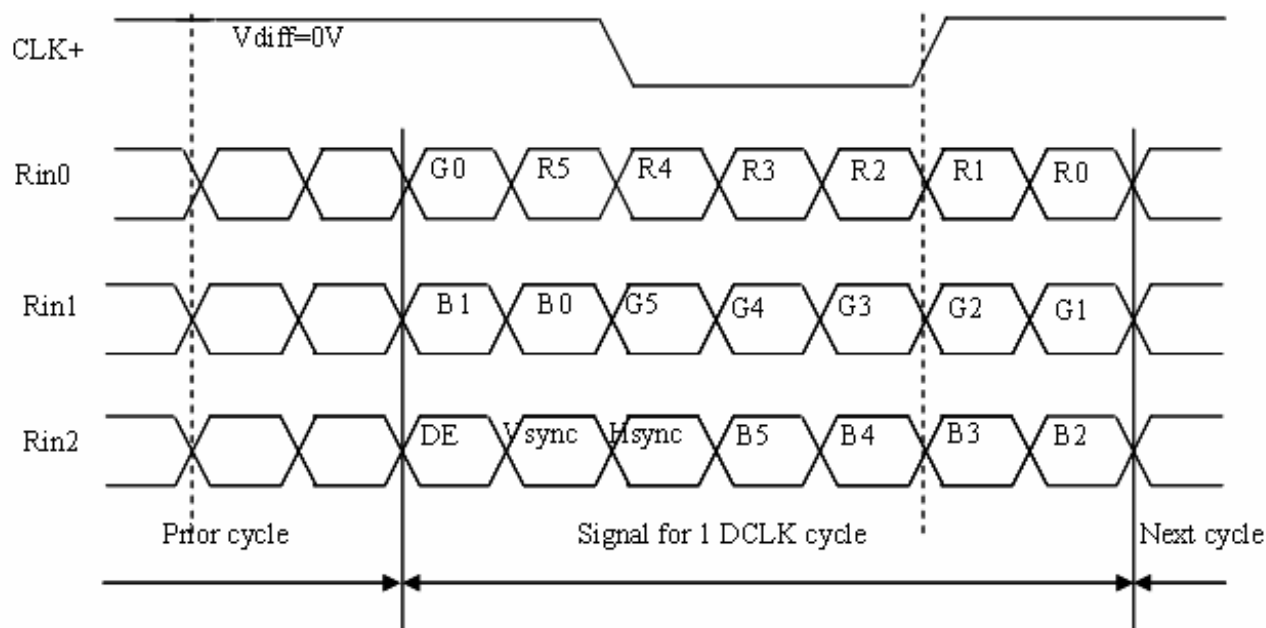 CLK+ Vdiff=0V
Rin0 G0 R5 R4 R3 R2 R1 R0
Rin1 B1 B0 G5 G4 G3 G2 G1
Rin2 DE Vsync Hsync B5 B4 B3 B2
Prior cycle Signal for 1 DCLK cycle Next cycle